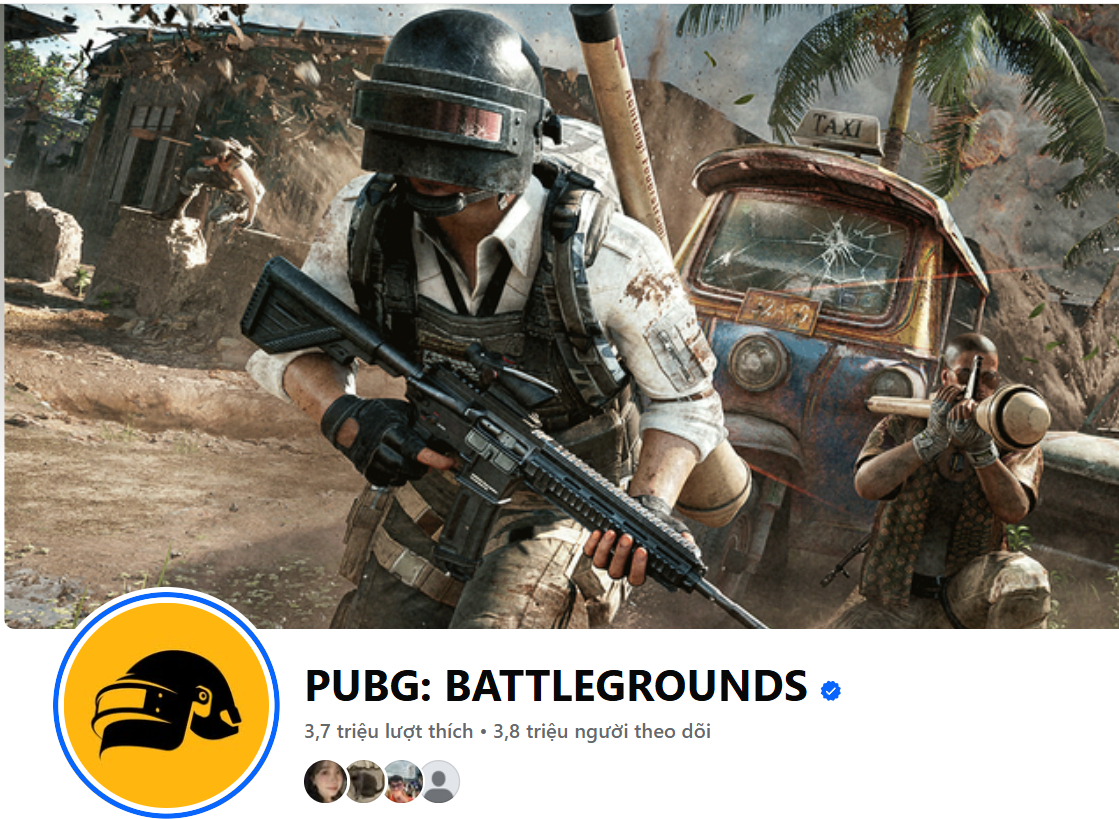 TAXI
PUBG: BATTLEGROUNDS
3,7 triệu lượt thích • 3,8 triệu người theo dõi